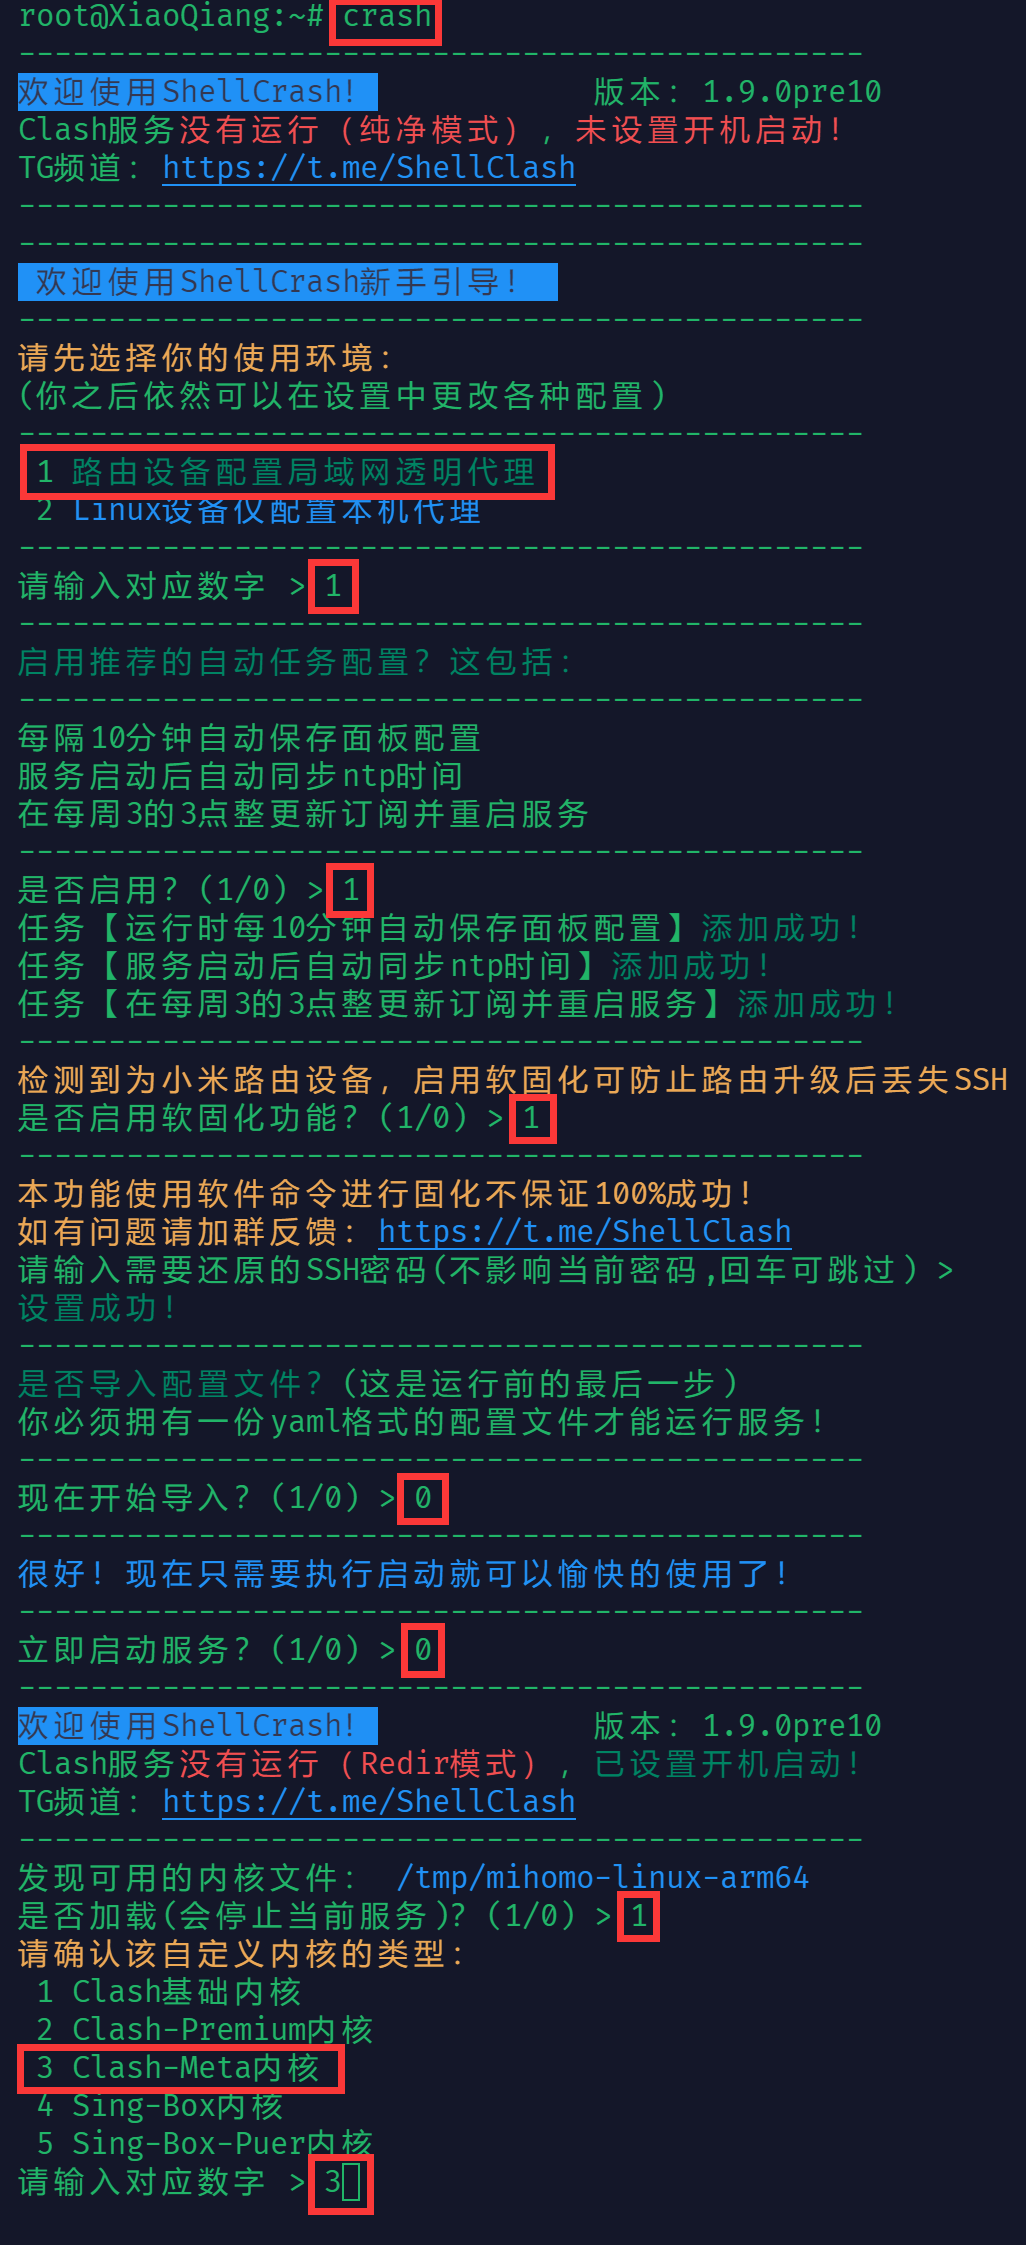 root@XiaoQiang:~# crash
-----------------------------------------------
欢迎使用ShellCrash！ 版本：1.9.0pre10
Clash服务没有运行（纯净模式），未设置开机启动！
TG频道：https://t.me/ShellClash
-----------------------------------------------
-----------------------------------------------
欢迎使用ShellCrash新手引导！
-----------------------------------------------
请先选择你的使用环境：
(你之后依然可以在设置中更改各种配置)
-----------------------------------------------
1 路由设备配置局域网透明代理
2 Linux设备仅配置本机代理
-----------------------------------------------
请输入对应数字 > 1
-----------------------------------------------
启用推荐的自动任务配置？这包括：
-----------------------------------------------
每隔10分钟自动保存面板配置
服务启动后自动同步ntp时间
在每周3的3点整更新订阅并重启服务
-----------------------------------------------
是否启用？(1/0) > 1
任务【运行时每10分钟自动保存面板配置】添加成功！
任务【服务启动后自动同步ntp时间】添加成功！
任务【在每周3的3点整更新订阅并重启服务】添加成功！
-----------------------------------------------
检测到为小米路由设备，启用软固化可防止路由升级后丢失SSH
是否启用软固化功能？(1/0) > 1
-----------------------------------------------
本功能使用软件命令进行固化不保证100%成功！
如有问题请加群反馈：https://t.me/ShellClash
请输入需要还原的SSH密码(不影响当前密码,回车可跳过) >
设置成功！
-----------------------------------------------
是否导入配置文件？(这是运行前的最后一步)
你必须拥有一份yaml格式的配置文件才能运行服务！
-----------------------------------------------
现在开始导入？(1/0) > 0
-----------------------------------------------
很好！现在只需要执行启动就可以愉快的使用了！
-----------------------------------------------
立即启动服务？(1/0) > 0
-----------------------------------------------
欢迎使用ShellCrash！ 版本：1.9.0pre10
Clash服务没有运行（Redir模式），已设置开机启动！
TG频道：https://t.me/ShellClash
-----------------------------------------------
发现可用的内核文件： /tmp/mihomo-linux-arm64
是否加载(会停止当前服务)？(1/0) > 1
请确认该自定义内核的类型：
1 Clash基础内核
2 Clash-Premium内核
3 Clash-Meta内核
4 Sing-Box内核
5 Sing-Box-Puer内核
请输入对应数字 > 3